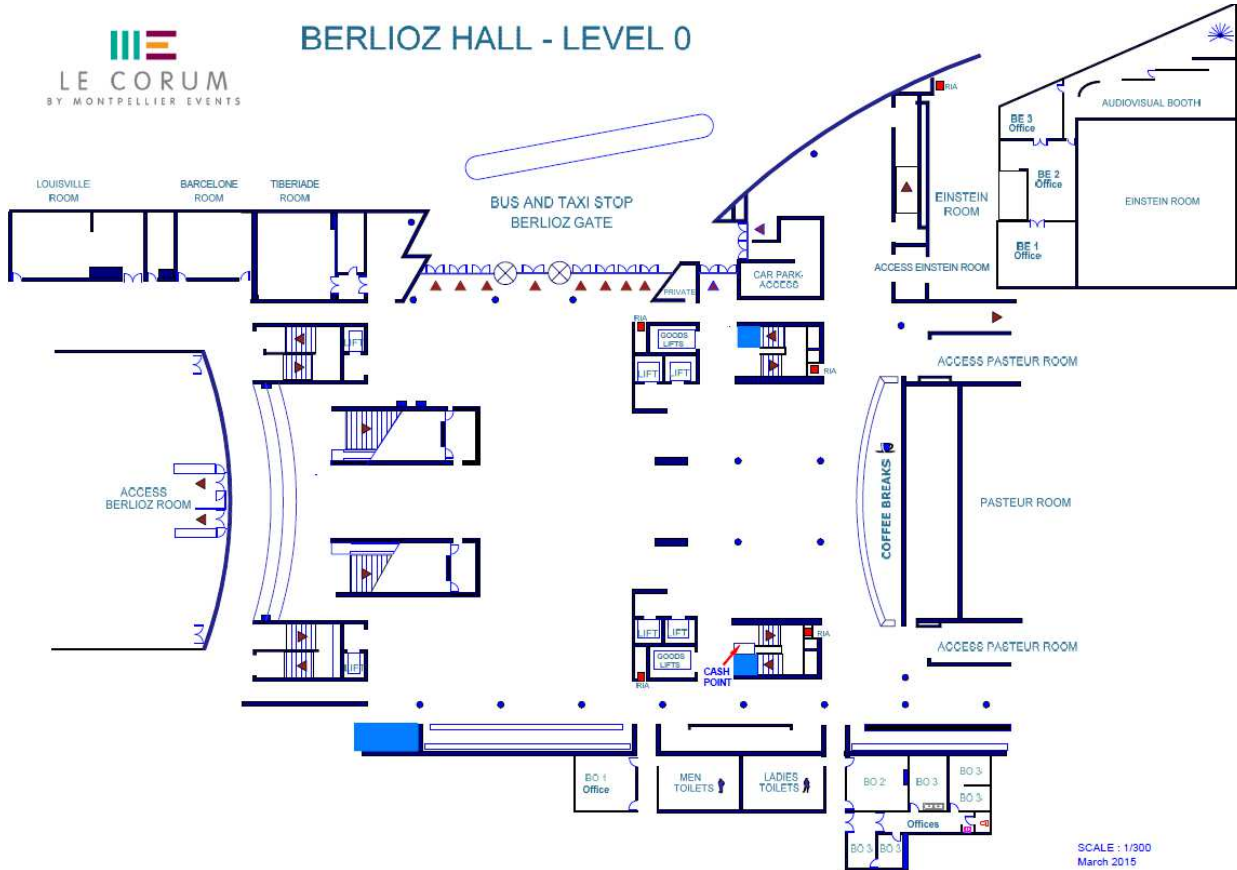 BERLIOZ HALL - LEVEL 0
LE CORUM
BY MONTPELLIER EVENTS
RIA
AUDIOVISUAL BOOTH
BE 3
Office
LOUISVILLE
ROOM
BARCELONE
ROOM
TIBERIADE
ROOM
BUS AND TAXI STOP
BERLIOZ GATE
EINSTEIN
ROOM
BE 2
Office
EINSTEIN ROOM
BE 1
Office
CAR PARK
ACCESS
ACCESS EINSTEIN ROOM
PRIVATE
RIA
LIFT
GOODS
LIFTS
LIFT
LIFT
RIA
ACCESS PASTEUR ROOM
COFFEE BREAKS
ACCESS
BERLIOZ ROOM
PASTEUR ROOM
LIFT
LIFT
RIA
GOODS
LIFTS
LIFT
CASH
POINT
RIA
ACCESS PASTEUR ROOM
BO 1
Office
MEN
TOILETS
LADIES
TOILETS
BO 2
BO 3
BO 3
BO 3
Offices
BO 3
BO 3
SCALE : 1/300
March 2015